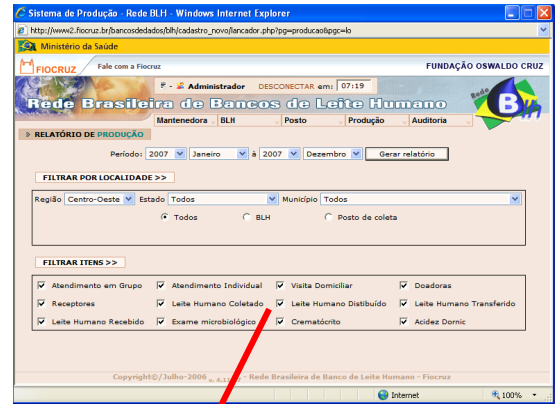 Sistema de Produção - Rede BLH - Windows Internet Explorer
http://www2.fiocruz.br/bancosdedados/blh/cadastro_novo/lancador.php?pg=producao&pgc=lo
Ministério da Saúde
FIOCRUZ Fale com a Fiocruz FUNDAÇÃO OSWALDO CRUZ
Administrador DESCONECTAR em: 07:19
Rede Brasileira de Bancos de Leite Humano
Mantenedora BLH Posto Produção Auditoria
> RELATÓRIO DE PRODUÇÃO
Período: 2007 Janeiro à 2007 Dezembro Gerar relatório
FILTRAR POR LOCALIDADE >>
Região Centro-Oeste Estado Todos Município Todos
Todos BLH Posto de coleta
FILTRAR ITENS >>
Atendimento em Grupo Atendimento Individual Visita Domiciliar Doadoras
Receptores Leite Humano Coletado Leite Humano Distibuído Leite Humano Transferido
Leite Humano Recebido Exame microbiológico Crematócrito Acidez Dornic
Copyright©/Julho-2006 - Rede Brasileira de Banco de Leite Humano - Fiocruz
Internet 100%